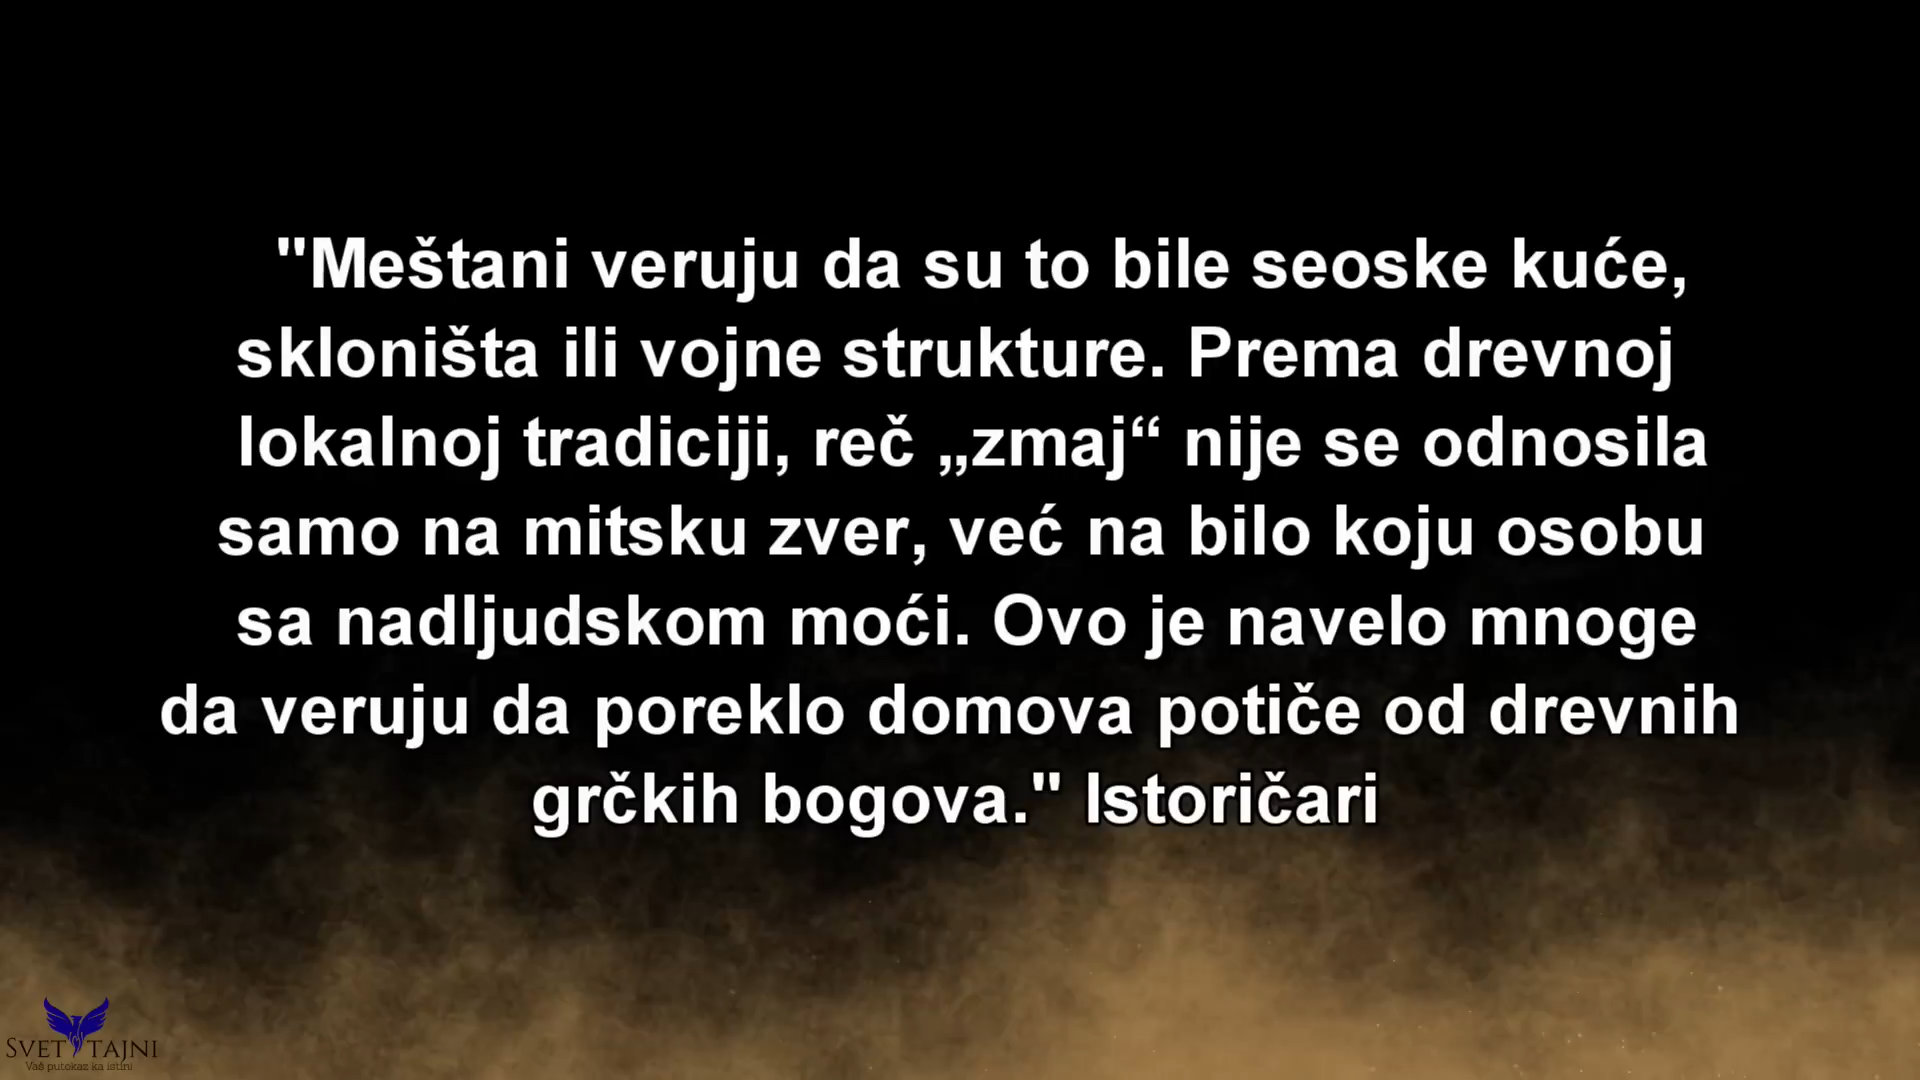 "Meštani veruju da su to bile seoske kuće,
skloništa ili vojne strukture. Prema drevnoj
lokalnoj tradiciji, reč „zmaj“ nije se odnosila
samo na mitsku zver, već na bilo koju osobu
sa nadljudskom moći. Ovo je navelo mnoge
da veruju da poreklo domova potiče od drevnih
grčkih bogova." Istoričari
SVET TAJNI
Vaš putokaz ka istini